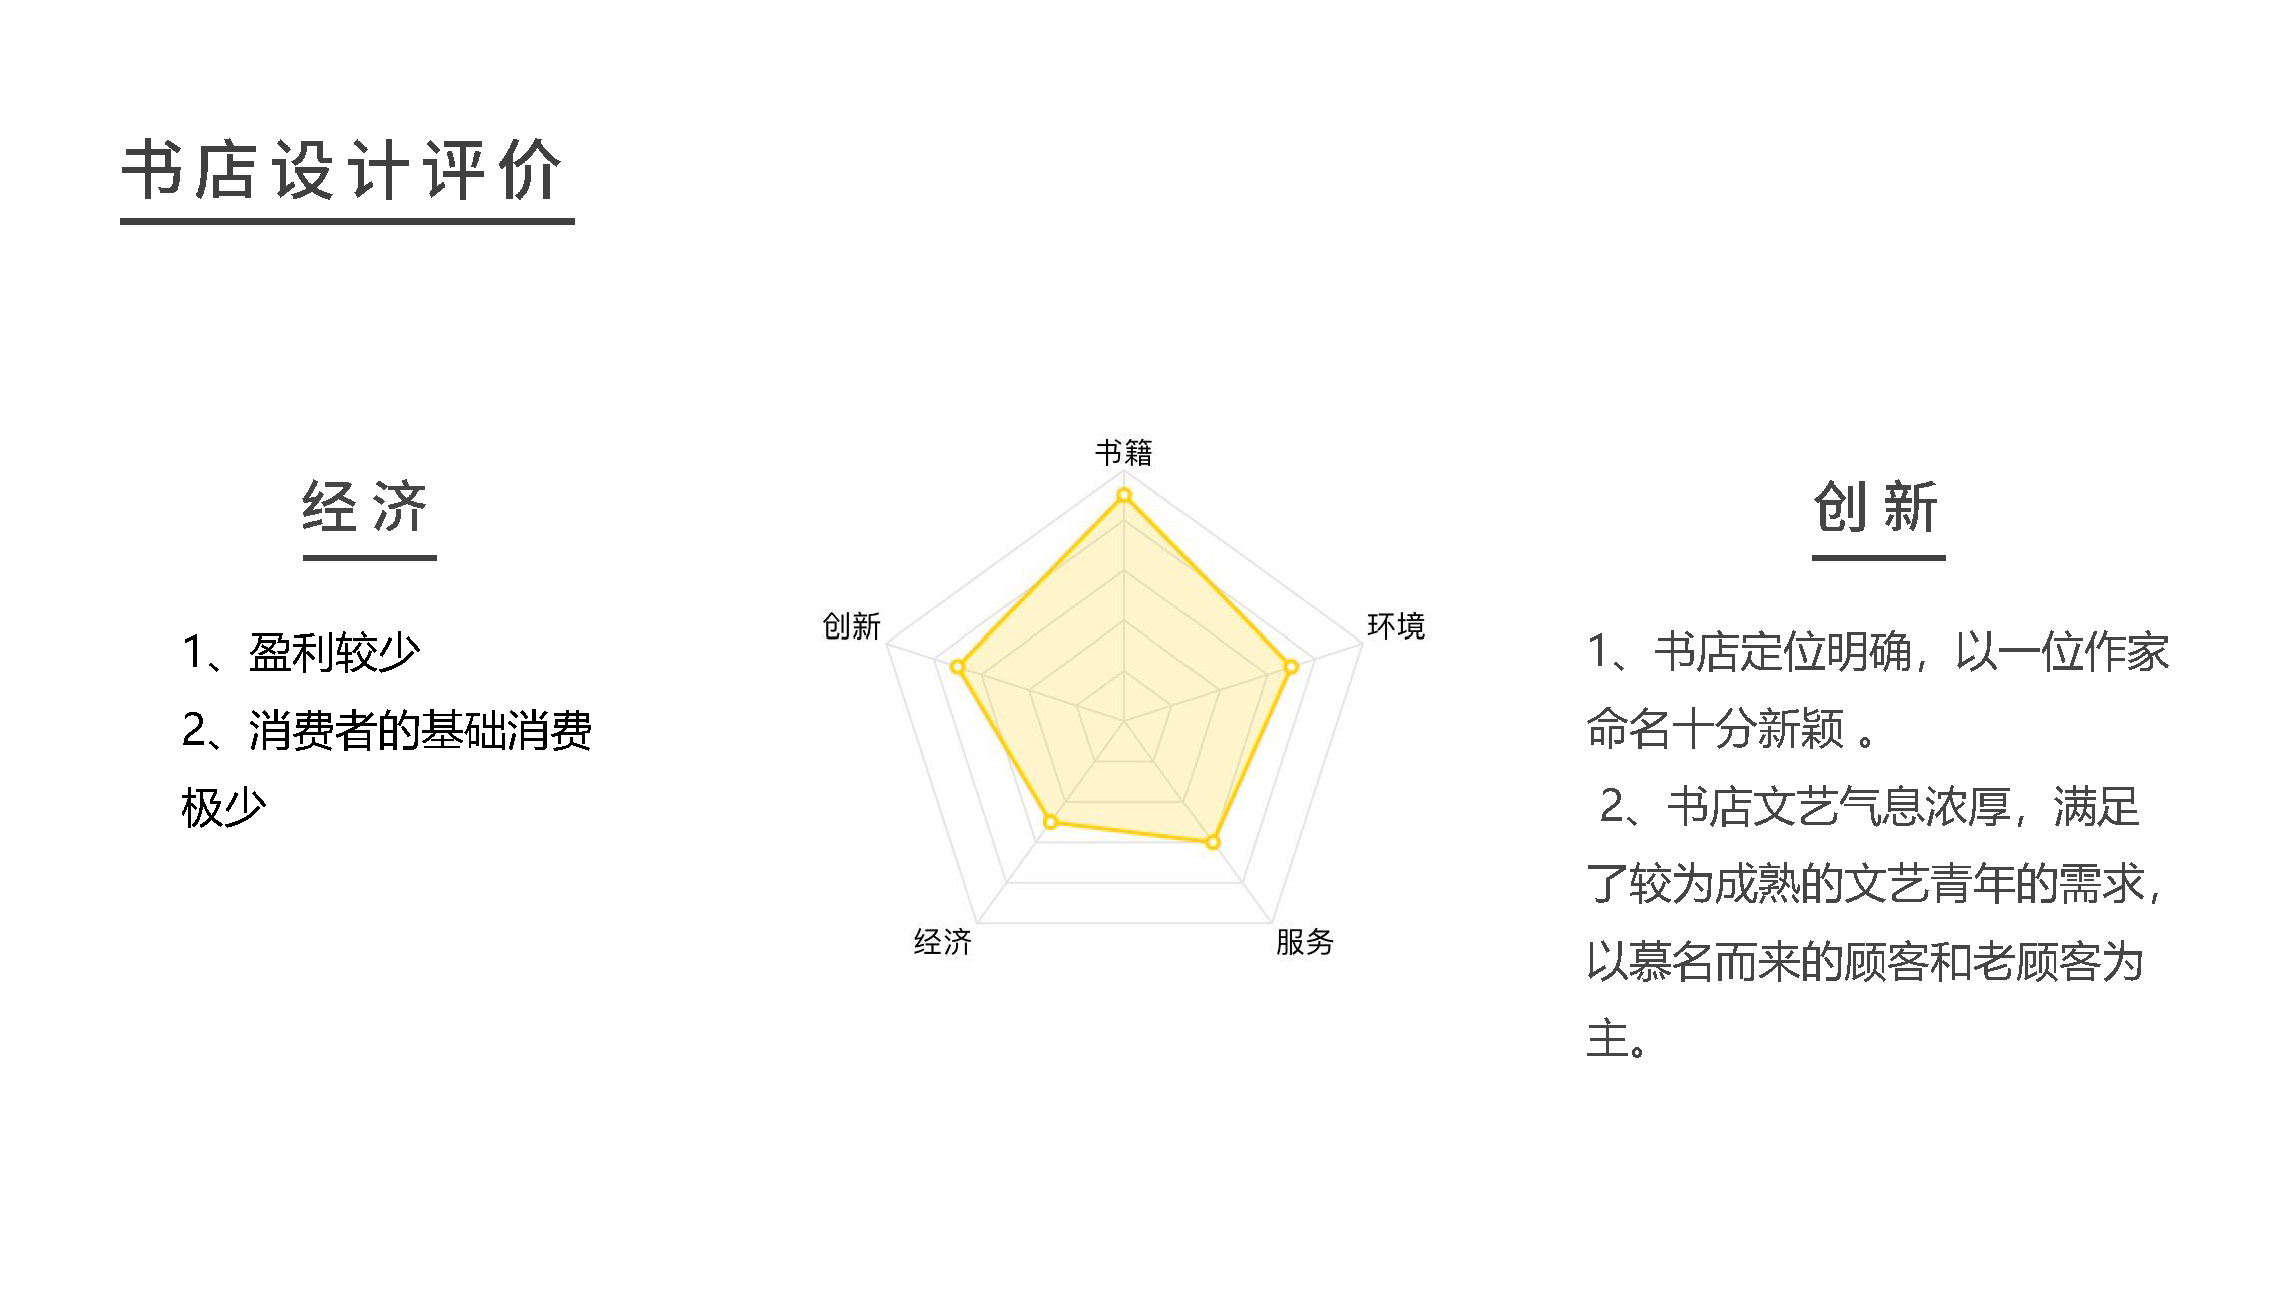 书店设计评价
经济
1、盈利较少
2、消费者的基础消费
极少
书籍
创新
环境
经济
服务
创新
1、书店定位明确，以一位作家
命名十分新颖 。
2、书店文艺气息浓厚，满足
了较为成熟的文艺青年的需求，
以慕名而来的顾客和老顾客为
主。